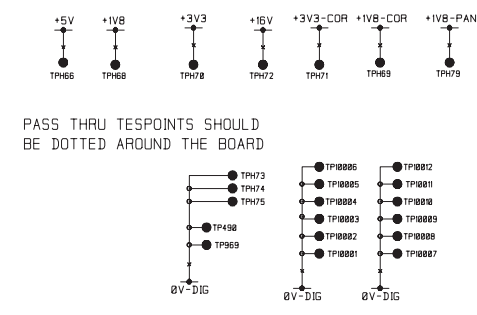 +5V +1V8 +3V3 +16V +3V3-COR +1V8-COR +1V8-PAN
TPH66 TPH68 TPH70 TPH72 TPH71 TPH69 TPH79
PASS THRU TESPOINTS SHOULD
BE DOTTED AROUND THE BOARD
TPH73
TPH74
TPH75
TP490
TP969
0V-DIG
TP10006
TP10005
TP10004
TP10003
TP10002
TP10001
0V-DIG
TP10012
TP10011
TP10010
TP10009
TP10008
TP10007
0V-DIG